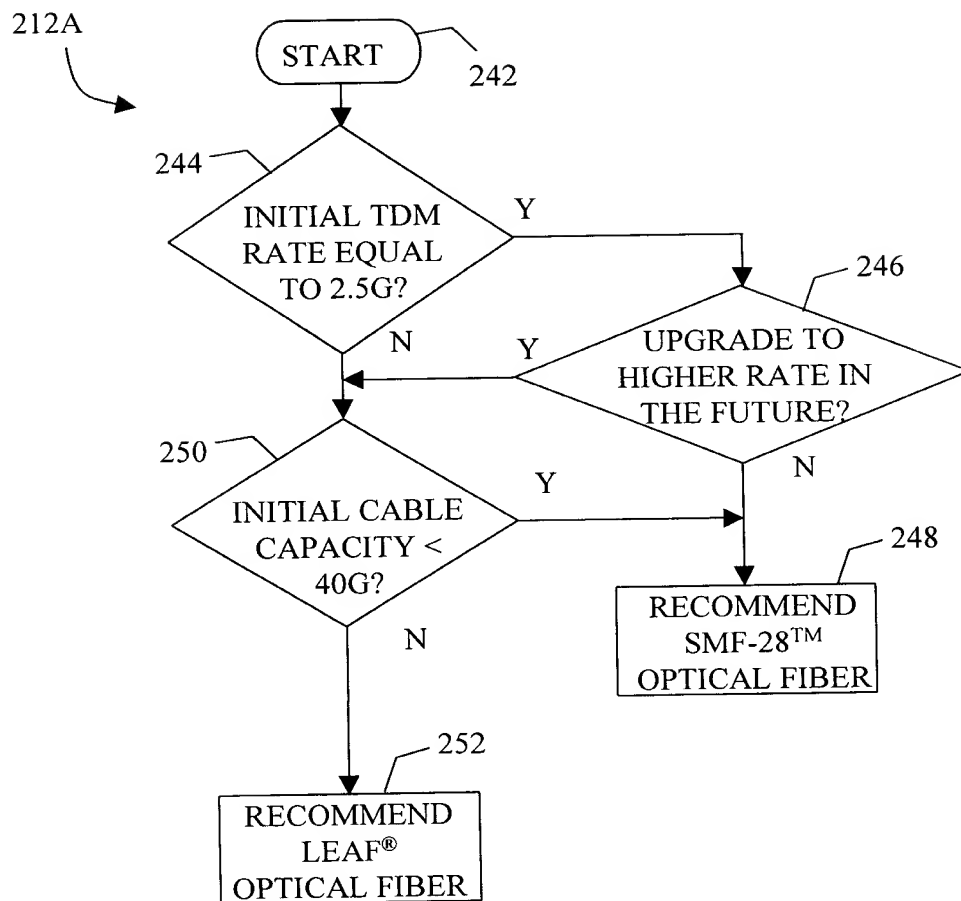 212A
START
242
244
INITIAL TDM
RATE EQUAL
TO 2.5G?
Y
N
246
UPGRADE TO
HIGHER RATE IN
THE FUTURE?
Y
N
250
INITIAL CABLE
CAPACITY <
40G?
Y
N
248
RECOMMEND
SMF-28™
OPTICAL FIBER
252
RECOMMEND
LEAF®
OPTICAL FIBER